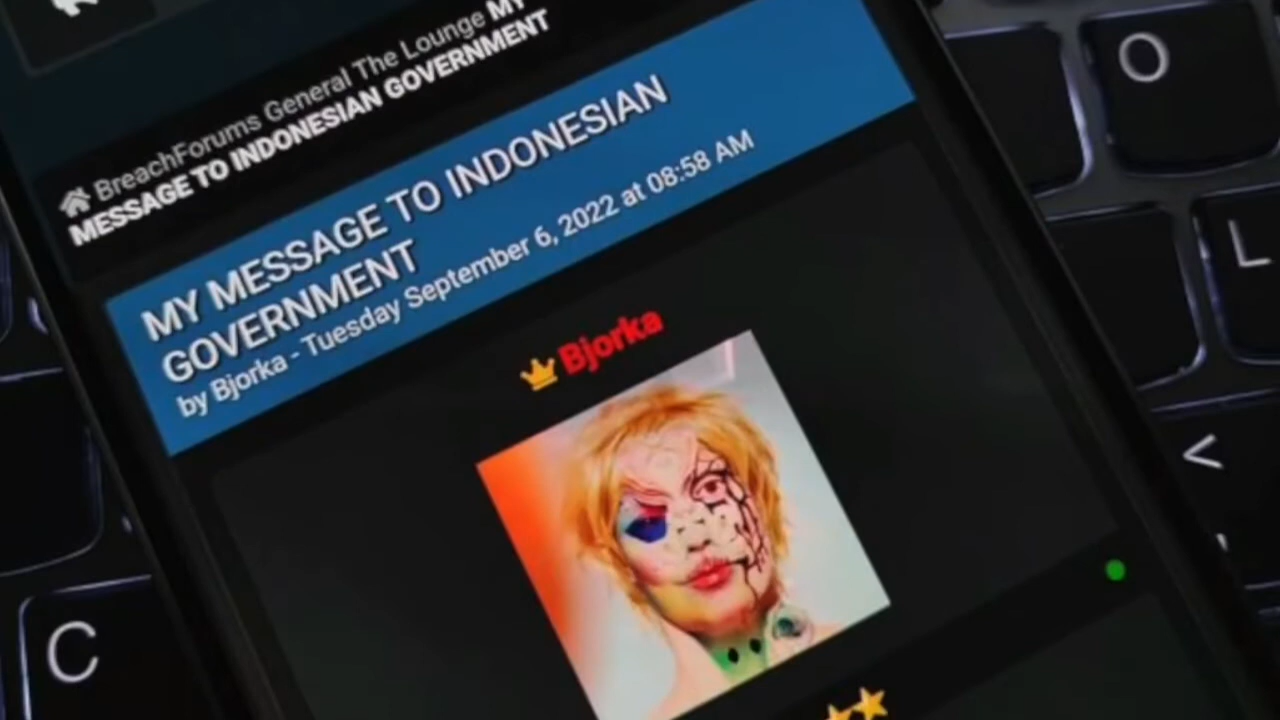 BreachForums General The Lounge MY
MESSAGE TO INDONESIAN GOVERNMENT
MY MESSAGE TO INDONESIAN
GOVERNMENT
by Bjorka - Tuesday September 6, 2022 at 08:58 AM
Bjorka
O
L
<
C